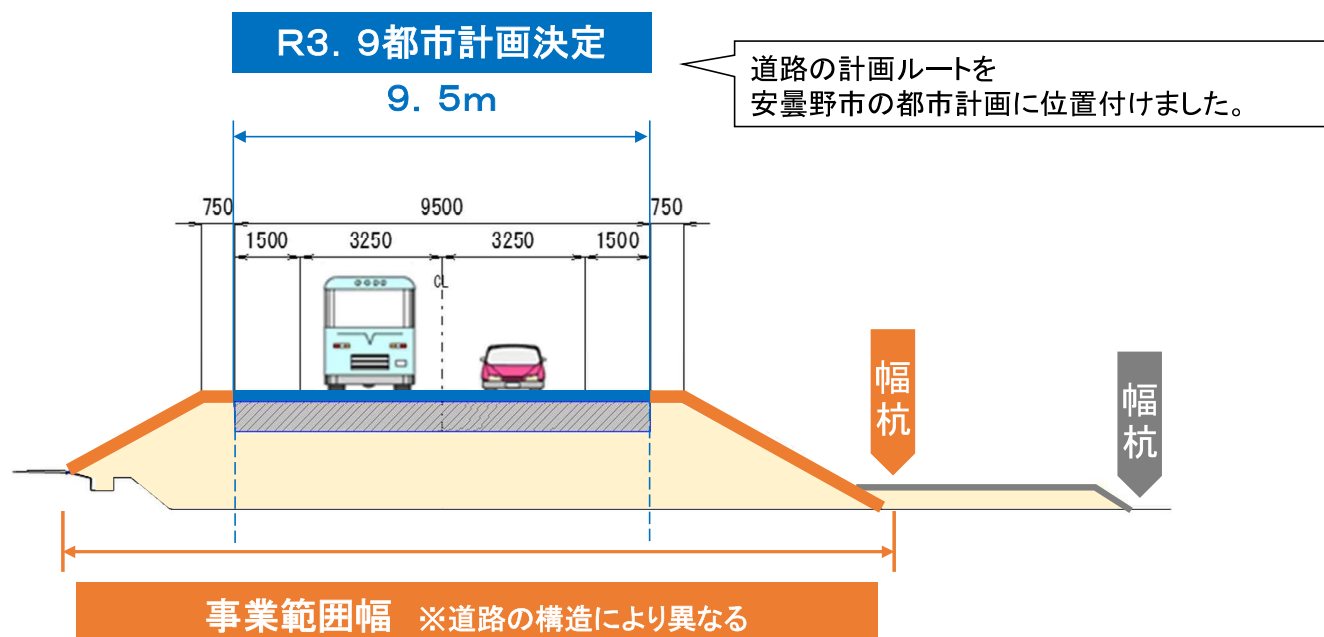 R3．9都市計画決定
9．5m
道路の計画ルートを
安曇野市の都市計画に位置付けました。
750 9500 750
1500 3250 3250 1500
CL
幅杭
幅杭
事業範囲幅 ※道路の構造により異なる